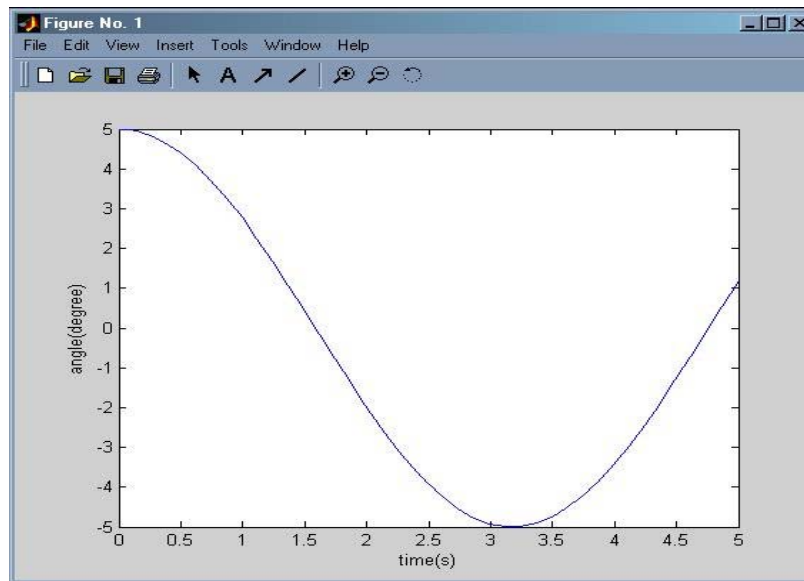 Figure No. 1
File Edit View Insert Tools Window Help
A
5
4
3
2
1
0
-1
-2
-3
-4
-5
angle(degree)
0 0.5 1 1.5 2 2.5 3 3.5 4 4.5 5
time(s)